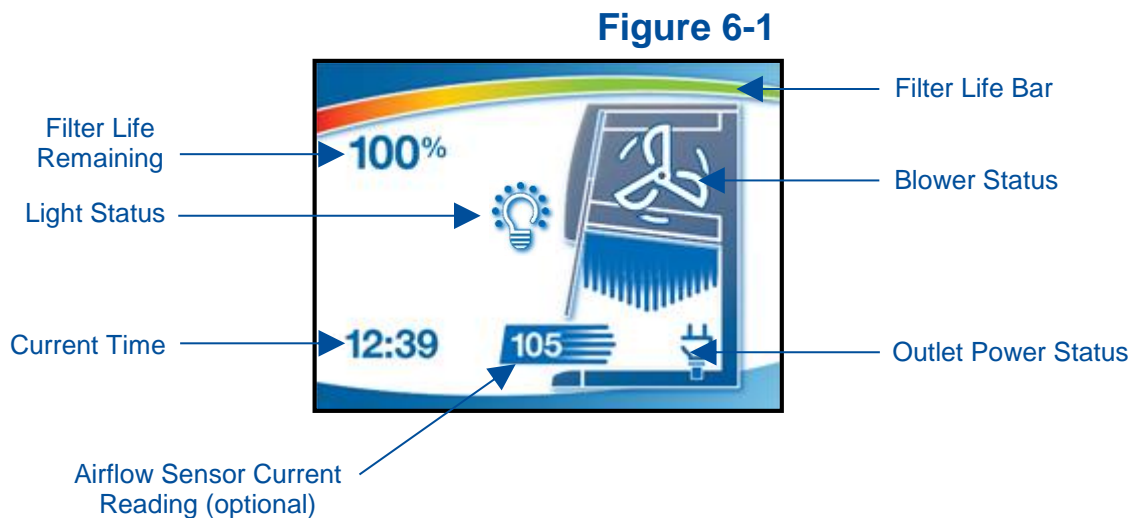 Figure 6-1
Filter Life Bar
Filter Life
Remaining
100%
Blower Status
Light Status
Current Time
12:39
105
Outlet Power Status
Airflow Sensor Current
Reading (optional)